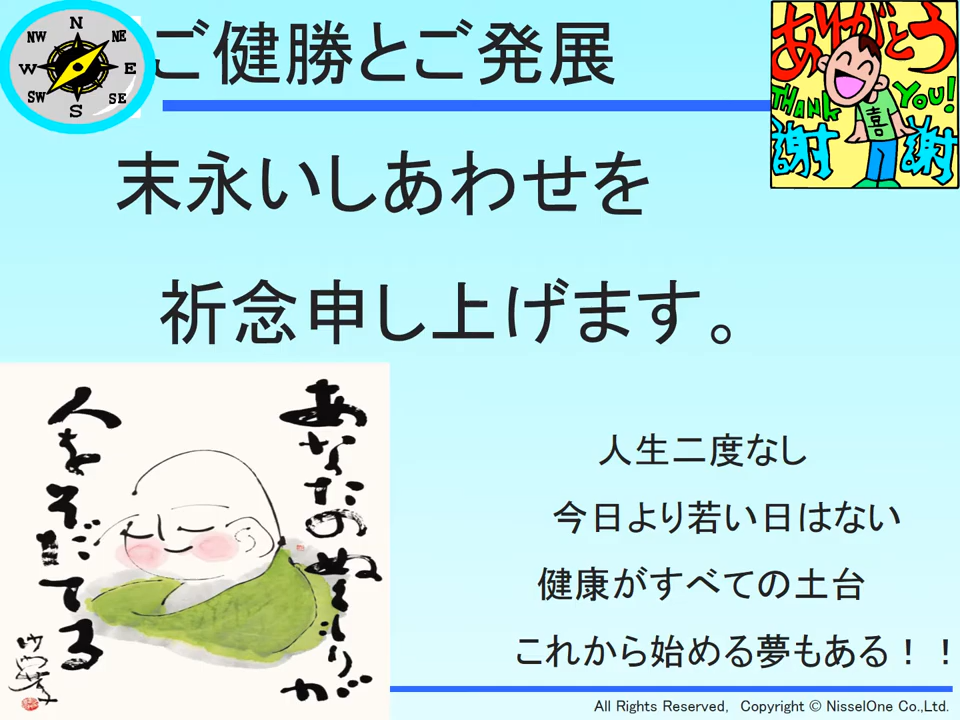 N
NW NE
W E
SW SE
S
ご健勝とご発展
ありがとう
THANK YOU!
喜
謝 謝
末永いしあわせを
祈念申し上げます。
あなたのぬくもりが
人をそだてる
人生二度なし
今日より若い日はない
健康がすべての土台
これから始める夢もある！！
All Rights Reserved, Copyright © NisselOne Co.,Ltd.